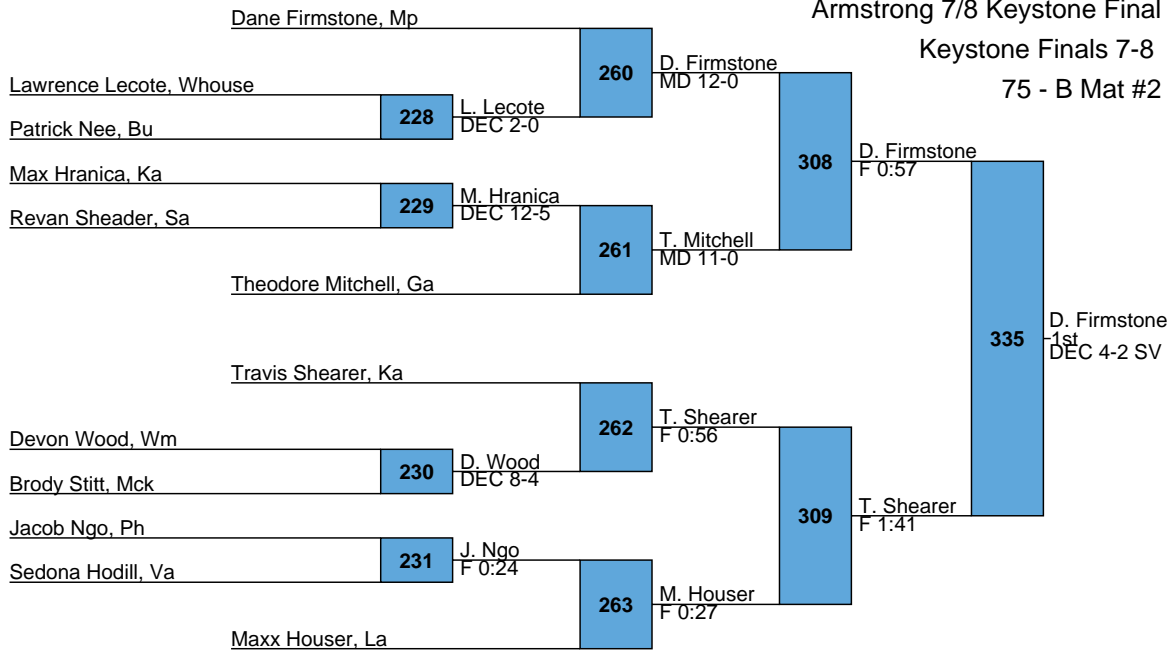 Armstrong 7/8 Keystone Final
Keystone Finals 7-8
75 - B Mat #2
Dane Firmstone, Mp
260
D. Firmstone
MD 12-0
Lawrence Lecote, Whouse
228
L. Lecote
DEC 2-0
Patrick Nee, Bu
308
D. Firmstone
F 0:57
Max Hranica, Ka
229
M. Hranica
DEC 12-5
Revan Sheader, Sa
261
T. Mitchell
MD 11-0
Theodore Mitchell, Ga
335
D. Firmstone
1st
DEC 4-2 SV
Travis Shearer, Ka
262
T. Shearer
F 0:56
Devon Wood, Wm
230
D. Wood
DEC 8-4
Brody Stitt, Mck
309
T. Shearer
F 1:41
Jacob Ngo, Ph
231
J. Ngo
F 0:24
Sedona Hodill, Va
263
M. Houser
F 0:27
Maxx Houser, La